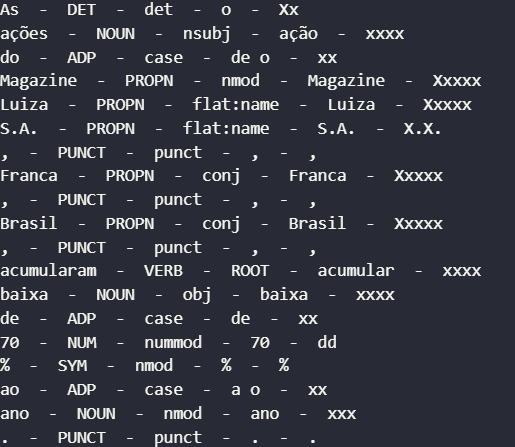 As - DET - det - o - Xx
ações - NOUN - nsubj - ação - xxxx
do - ADP - case - de o - xx
Magazine - PROPN - nmod - Magazine - Xxxxx
Luiza - PROPN - flat:name - Luiza - Xxxxx
S.A. - PROPN - flat:name - S.A. - X.X.
, - PUNCT - punct - , - ,
Franca - PROPN - conj - Franca - Xxxxx
, - PUNCT - punct - , - ,
Brasil - PROPN - conj - Brasil - Xxxxx
, - PUNCT - punct - , - ,
acumularam - VERB - ROOT - acumular - xxxx
baixa - NOUN - obj - baixa - xxxx
de - ADP - case - de - xx
70 - NUM - nummod - 70 - dd
% - SYM - nmod - % - %
ao - ADP - case - a o - xx
ano - NOUN - nmod - ano - xxx
. - PUNCT - punct - . - .